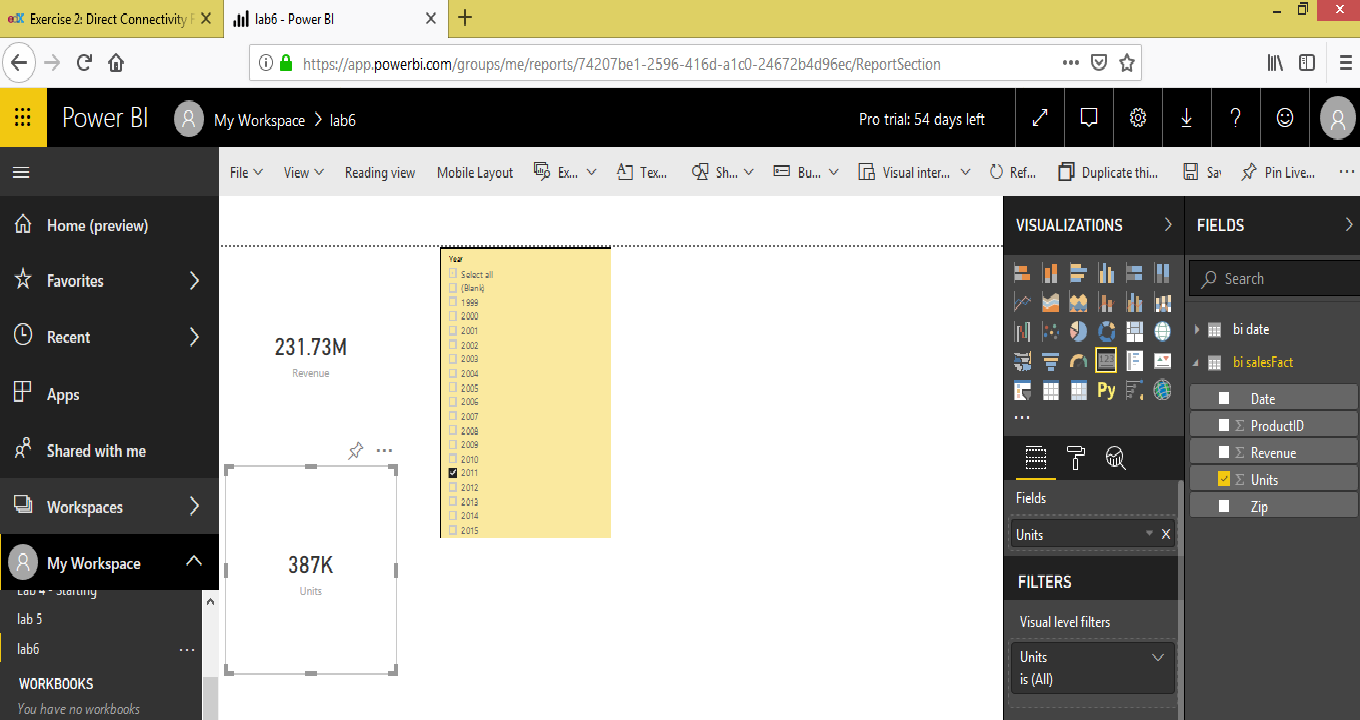 edX Exercise 2: Direct Connectivity F
lab6 - Power BI
https://app.powerbi.com/groups/me/reports/74207be1-2596-416d-a1c0-24672b4d96ec/ReportSection
Power BI My Workspace > lab6 Pro trial: 54 days left
File View Reading view Mobile Layout Ex... Tex... Sh... Bu... Visual inter... Ref... Duplicate thi... Sav Pin Live...
Home (preview)
Favorites
Recent
Apps
Shared with me
Workspaces
My Workspace
Lab 4 - Starting
lab 5
lab6
WORKBOOKS
You have no workbooks
231.73M
Revenue
387K
Units
Year
Select all
(Blank)
1999
2000
2001
2002
2003
2004
2005
2006
2007
2008
2009
2010
2011
2012
2013
2014
2015
VISUALIZATIONS
123
Py
Fields
Units
FILTERS
Visual level filters
Units
is (All)
FIELDS
Search
bi date
bi salesFact
Date
Σ ProductID
Σ Revenue
Σ Units
Zip